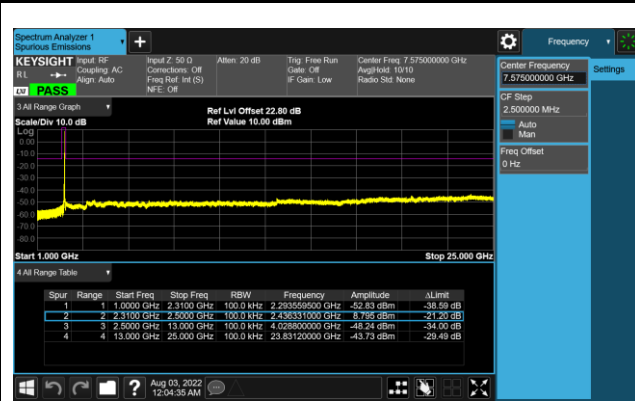 Spectrum Analyzer 1
Spurious Emissions
+
Frequency
KEYSIGHT Input: RF Input Z: 50 Ω Atten: 20 dB Trig: Free Run Center Freq: 7.575000000 GHz
RL Coupling: AC Corrections: Off Gate: Off Avg|Hold: 10/10
Align: Auto Freq Ref: Int (S) IF Gain: Low Radio Std: None
LXI PASS NFE: Off
Center Frequency
7.575000000 GHz
Settings
CF Step
2.500000 MHz
Auto
Man
Freq Offset
0 Hz
3 All Range Graph
Ref Lvl Offset 22.80 dB
Scale/Div 10.0 dB Ref Value 10.00 dBm
Log
0.00
-10.0
-20.0
-30.0
-40.0
-50.0
-60.0
-70.0
-80.0
Start 1.000 GHz Stop 25.000 GHz
4 All Range Table
Spur Range Start Freq Stop Freq RBW Frequency Amplitude ΔLimit
1 1 1.0000 GHz 2.3100 GHz 100.0 kHz 2.293559500 GHz -52.83 dBm -38.59 dB
2 2 2.3100 GHz 2.5000 GHz 100.0 kHz 2.436331000 GHz 8.795 dBm -21.20 dB
3 3 2.5000 GHz 13.000 GHz 100.0 kHz 4.028800000 GHz -48.24 dBm -34.00 dB
4 4 13.000 GHz 25.000 GHz 100.0 kHz 23.83120000 GHz -43.73 dBm -29.49 dB
? Aug 03, 2022
12:04:35 AM